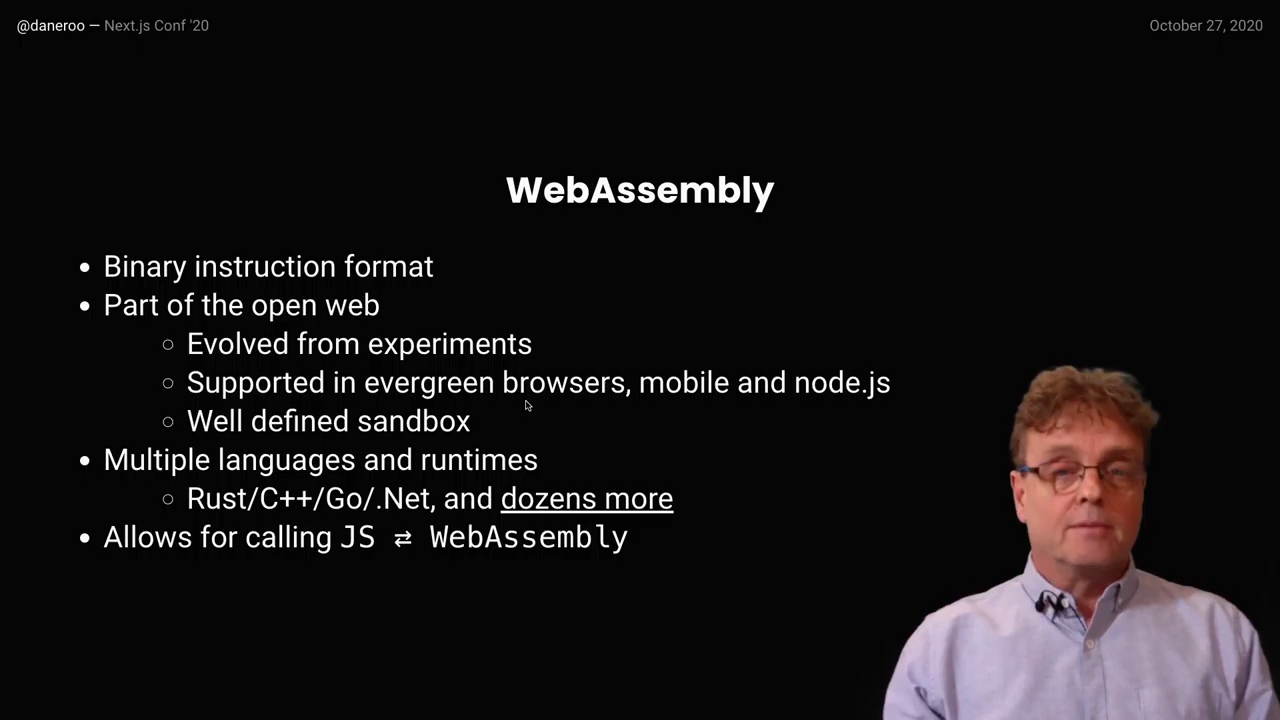 @daneroo — Next.js Conf '20
October 27, 2020
WebAssembly
• Binary instruction format
• Part of the open web
○ Evolved from experiments
○ Supported in evergreen browsers, mobile and node.js
○ Well defined sandbox
• Multiple languages and runtimes
○ Rust/C++/Go/.Net, and dozens more
• Allows for calling JS ⇄ WebAssembly